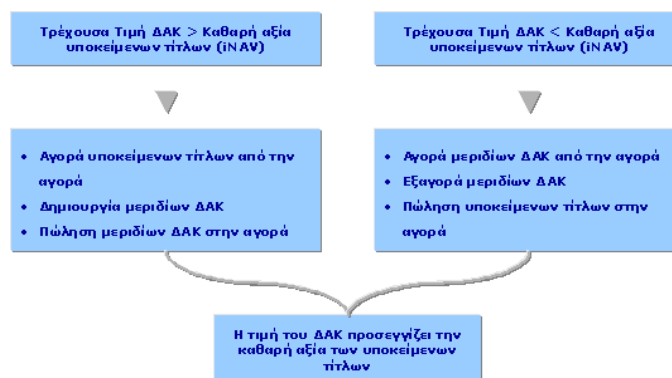 Τρέχουσα Τιμή ΔΑΚ > Καθαρή αξία
υποκείμενων τίτλων (iNAV)
Τρέχουσα Τιμή ΔΑΚ < Καθαρή αξία
υποκείμενων τίτλων (iNAV)
• Αγορά υποκείμενων τίτλων από την
αγορά
• Δημιουργία μεριδίων ΔΑΚ
• Πώληση μεριδίων ΔΑΚ στην αγορά
• Αγορά μεριδίων ΔΑΚ από την αγορά
• Εξαγορά μεριδίων ΔΑΚ
• Πώληση υποκείμενων τίτλων στην
αγορά
Η τιμή του ΔΑΚ προσεγγίζει την
καθαρή αξία των υποκείμενων
τίτλων